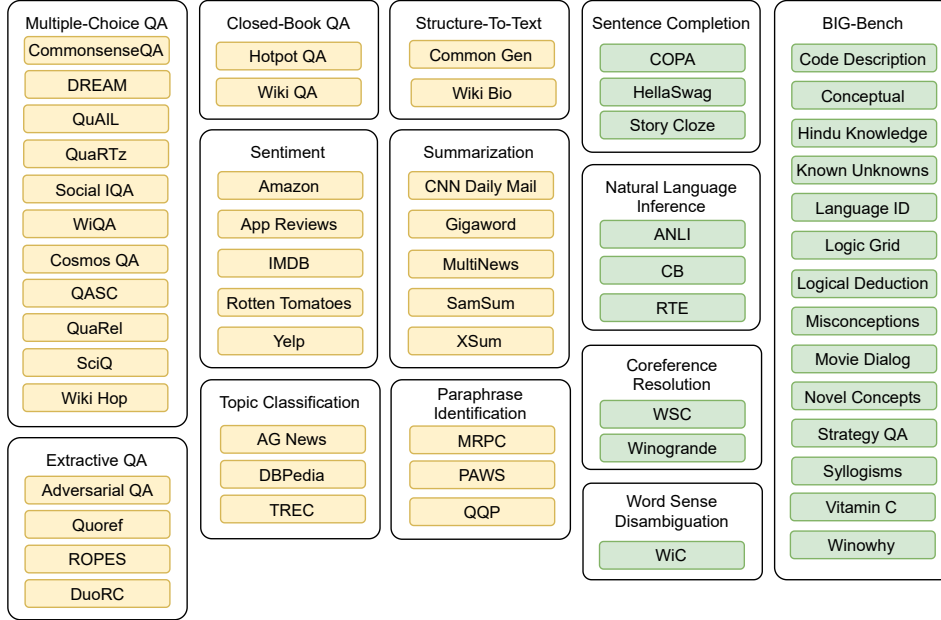 Multiple-Choice QA
CommonsenseQA
DREAM
QuAIL
QuaRTz
Social IQA
WiQA
Cosmos QA
QASC
QuaRel
SciQ
Wiki Hop
Extractive QA
Adversarial QA
Quoref
ROPES
DuoRC
Closed-Book QA
Hotpot QA
Wiki QA
Sentiment
Amazon
App Reviews
IMDB
Rotten Tomatoes
Yelp
Topic Classification
AG News
DBPedia
TREC
Structure-To-Text
Common Gen
Wiki Bio
Summarization
CNN Daily Mail
Gigaword
MultiNews
SamSum
XSum
Paraphrase
Identification
MRPC
PAWS
QQP
Sentence Completion
COPA
HellaSwag
Story Cloze
Natural Language
Inference
ANLI
CB
RTE
Coreference
Resolution
WSC
Winogrande
Word Sense
Disambiguation
WiC
BIG-Bench
Code Description
Conceptual
Hindu Knowledge
Known Unknowns
Language ID
Logic Grid
Logical Deduction
Misconceptions
Movie Dialog
Novel Concepts
Strategy QA
Syllogisms
Vitamin C
Winowhy